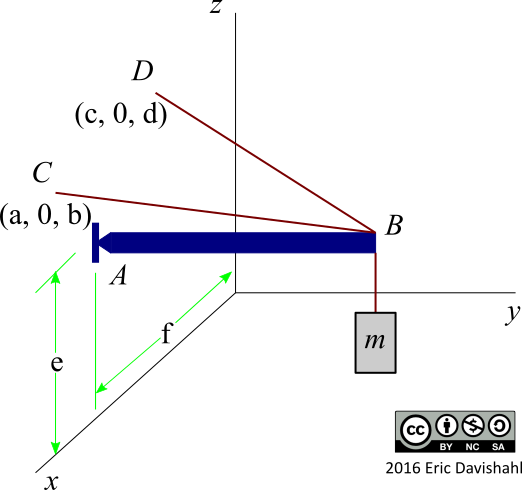 z
D
(c, 0, d)
C
(a, 0, b)
B
A
y
f
m
e
x
cc
BY NC SA
2016 Eric Davishahl